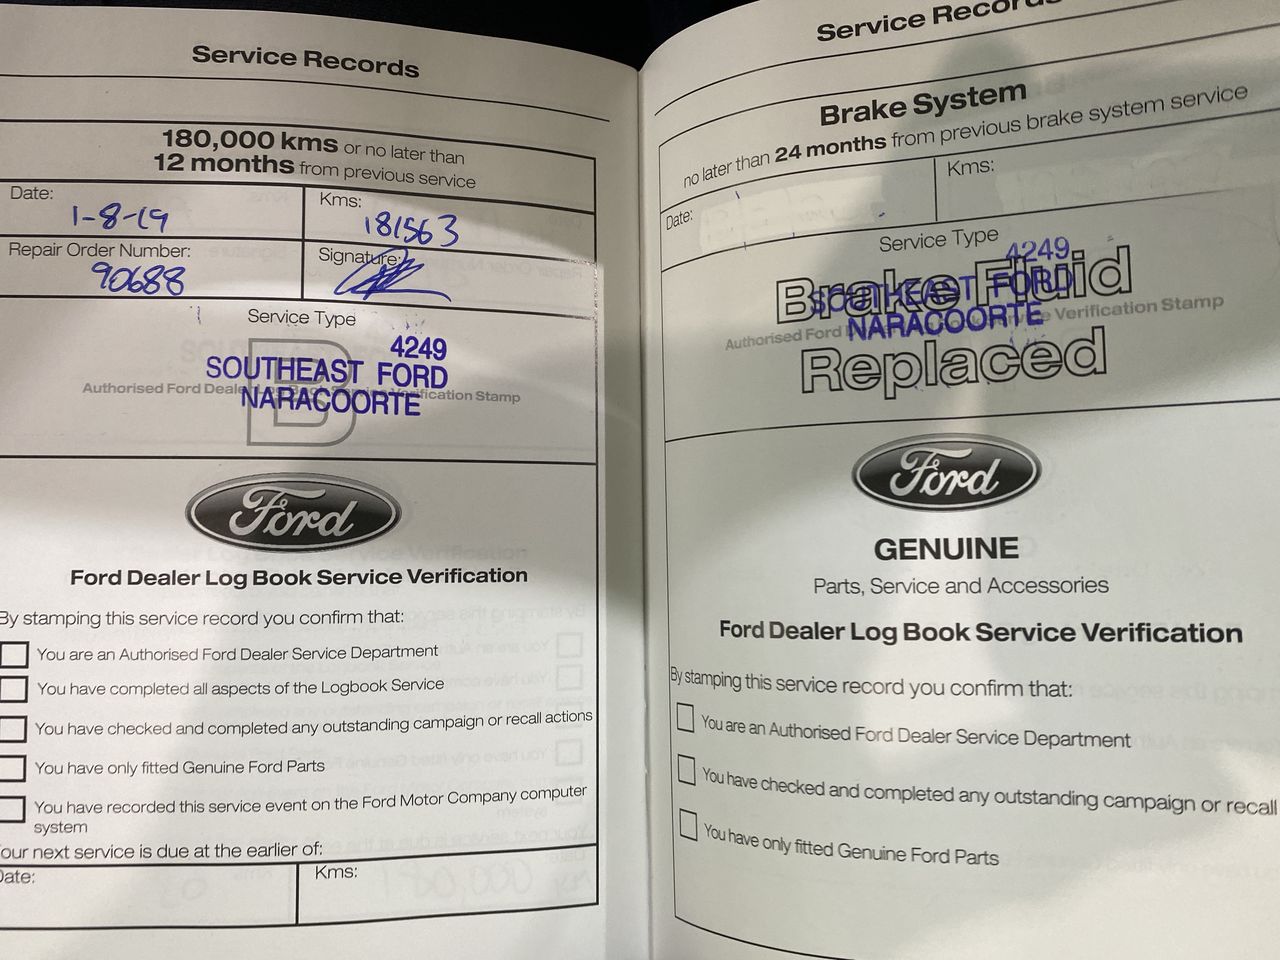 Service Records
180,000 kms or no later than
12 months from previous service
Date:
1-8-19
Kms:
181563
Repair Order Number:
90688
Signature:
Service Type
B
4249
SOUTHEAST FORD
NARACOORTE
Authorised Ford Dealer Log Book Service Verification Stamp
Ford
Ford Dealer Log Book Service Verification
By stamping this service record you confirm that:
You are an Authorised Ford Dealer Service Department
You have completed all aspects of the Logbook Service
You have checked and completed any outstanding campaign or recall actions
You have only fitted Genuine Ford Parts
You have recorded this service event on the Ford Motor Company computer
system
our next service is due at the earlier of:
Date:
Kms:
Service Records
Brake System
no later than 24 months from previous brake system service
Date:
Kms:
Service Type
Brake Fluid
Replaced
4249
SOUTHEAST FORD
NARACOORTE
Authorised Ford Service Verification Stamp
Ford
GENUINE
Parts, Service and Accessories
Ford Dealer Log Book Service Verification
By stamping this service record you confirm that:
You are an Authorised Ford Dealer Service Department
You have checked and completed any outstanding campaign or recall
You have only fitted Genuine Ford Parts